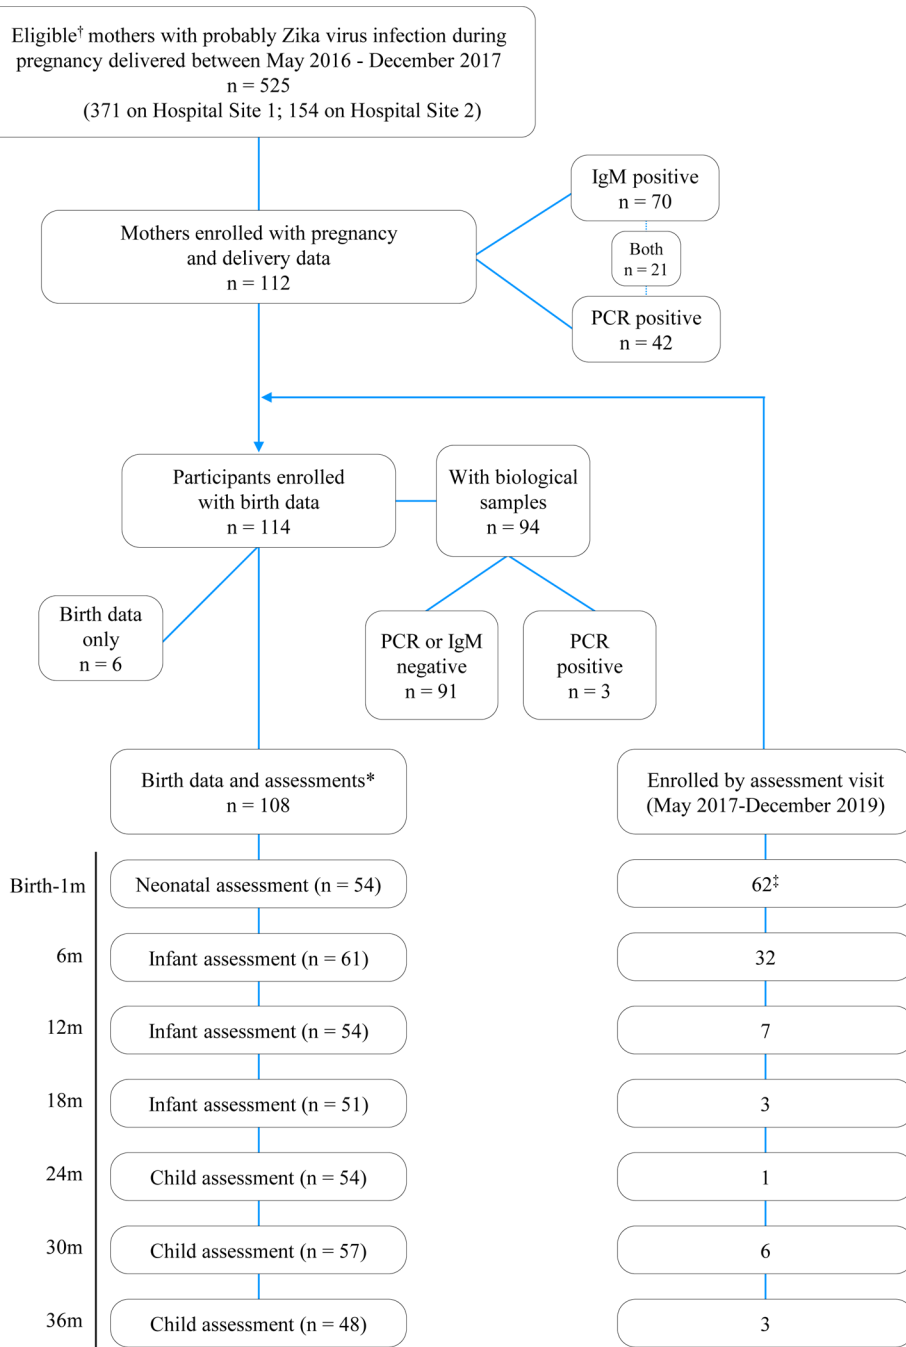 Eligible† mothers with probably Zika virus infection during
pregnancy delivered between May 2016 - December 2017
n = 525
(371 on Hospital Site 1; 154 on Hospital Site 2)
IgM positive
n = 70
Both
n = 21
PCR positive
n = 42
Mothers enrolled with pregnancy
and delivery data
n = 112
Participants enrolled
with birth data
n = 114
With biological
samples
n = 94
Birth data
only
n = 6
PCR or IgM
negative
n = 91
PCR
positive
n = 3
Birth data and assessments*
n = 108
Enrolled by assessment visit
(May 2017-December 2019)
Birth-1m
Neonatal assessment (n = 54)
62‡
6m
Infant assessment (n = 61)
32
12m
Infant assessment (n = 54)
7
18m
Infant assessment (n = 51)
3
24m
Child assessment (n = 54)
1
30m
Child assessment (n = 57)
6
36m
Child assessment (n = 48)
3